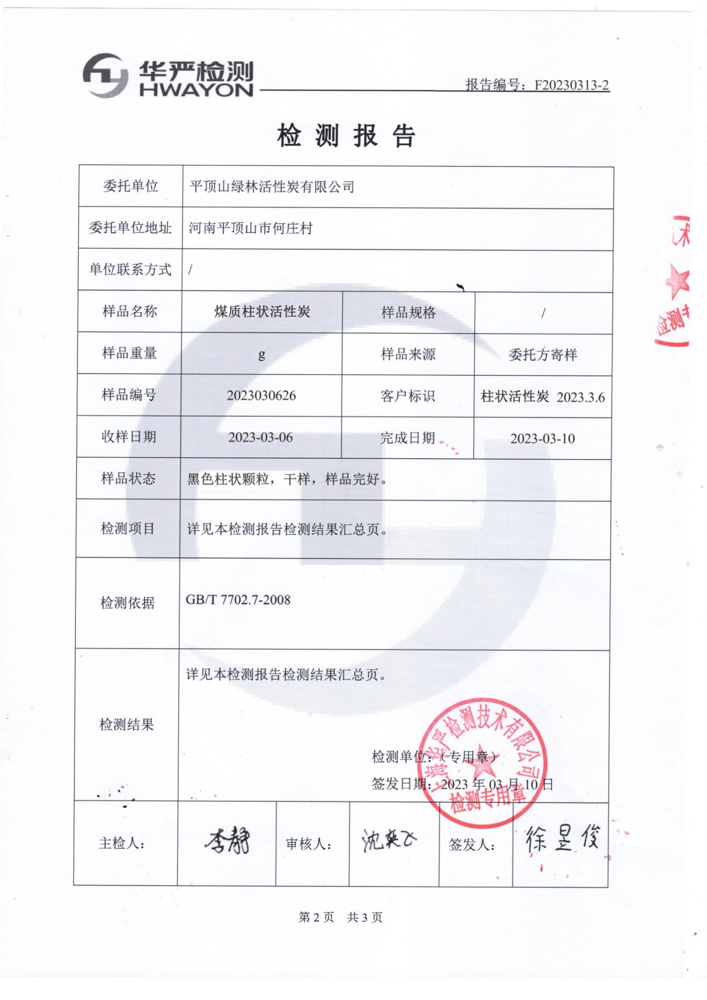 华严检测
HWAYON
报告编号：F20230313-2
检测报告
委托单位 平顶山绿林活性炭有限公司
委托单位地址 河南平顶山市何庄村
单位联系方式 /
样品名称 煤质柱状活性炭 样品规格 /
样品重量 g 样品来源 委托方寄样
样品编号 2023030626 客户标识 柱状活性炭 2023.3.6
收样日期 2023-03-06 完成日期 2023-03-10
样品状态 黑色柱状颗粒，干样，样品完好。
检测项目 详见本检测报告检测结果汇总页。
检测依据 GB/T 7702.7-2008
检测结果 详见本检测报告检测结果汇总页。
检测单位：（专用章）
签发日期：2023 年 03 月 10 日
上海华严检测技术有限公司
检测专用章
主检人： 李静 审核人： 沈爽飞 签发人： 徐昱俊
第 2 页 共 3 页
术
检测专